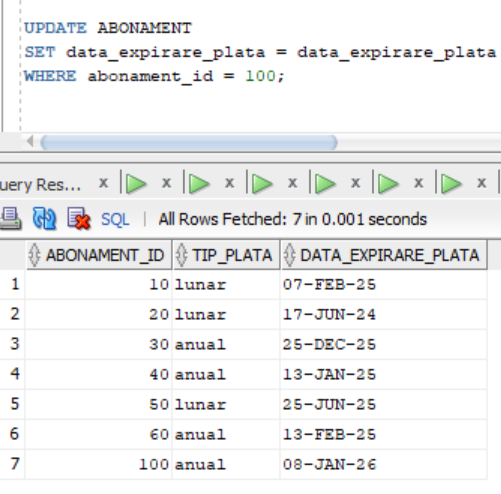 UPDATE ABONAMENT
SET data_expirare_plata = data_expirare_plata
WHERE abonament_id = 100;
uery Res... x x x x x x x
SQL | All Rows Fetched: 7 in 0.001 seconds
ABONAMENT_ID TIP_PLATA DATA_EXPIRARE_PLATA
1 10 lunar 07-FEB-25
2 20 lunar 17-JUN-24
3 30 anual 25-DEC-25
4 40 anual 13-JAN-25
5 50 lunar 25-JUN-25
6 60 anual 13-FEB-25
7 100 anual 08-JAN-26